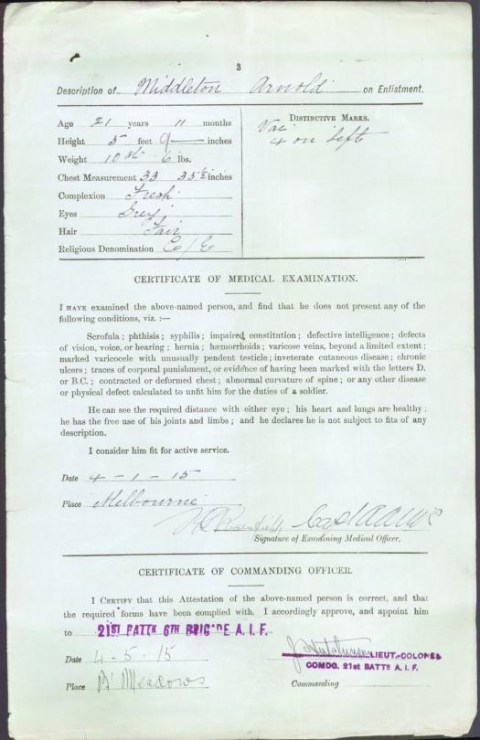 3
Description of Middleton Arnold on Enlistment.
Age 21 years 11 months
Height 5 feet 9 inches
Weight 10 st 6 lbs.
Chest Measurement 33 35½ inches
Complexion Fresh
Eyes Grey
Hair Fair
Religious Denomination C/E
DISTINCTIVE MARKS.
Vac
4 on left
CERTIFICATE OF MEDICAL EXAMINATION.
I HAVE examined the above-named person, and find that he does not present any of the
following conditions, viz. :—
Scrofula; phthisis; syphilis; impaired constitution; defective intelligence; defects
of vision, voice, or hearing; hernia; hæmorrhoids; varicose veins, beyond a limited extent;
marked varicocele with unusually pendent testicle; inveterate cutaneous disease; chronic
ulcers; traces of corporal punishment, or evidence of having been marked with the letters D.
or B.C.; contracted or deformed chest; abnormal curvature of spine; or any other disease
or physical defect calculated to unfit him for the duties of a soldier.
He can see the required distance with either eye; his heart and lungs are healthy;
he has the free use of his joints and limbs; and he declares he is not subject to fits of any
description.
I consider him fit for active service.
Date 4-1-15
Place Melbourne
Signature of Examining Medical Officer.
CERTIFICATE OF COMMANDING OFFICER.
I CERTIFY that this Attestation of the above-named person is correct, and that
the required forms have been complied with. I accordingly approve, and appoint him
to 21ST BATTN 6TH BRIGADE A.I.F.
Date 4-5-15
LIEUT.-COLONEL
COMDG. 21st BATTN A.I.F.
Place B' Meadows
Commanding